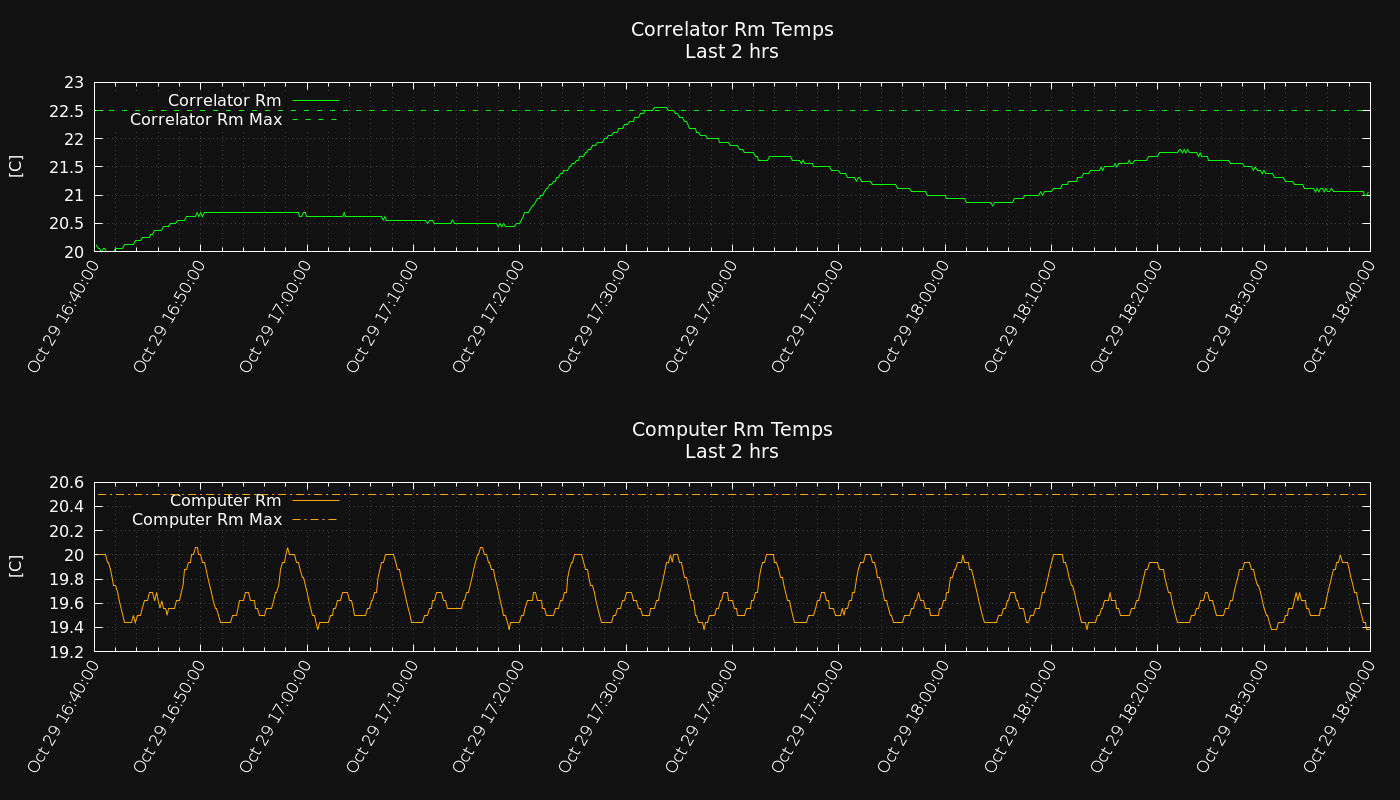 Correlator Rm Temps
Last 2 hrs
23
22.5
22
21.5
21
20.5
20
[C]
Correlator Rm
Correlator Rm Max
Oct 29 16:40:00
Oct 29 16:50:00
Oct 29 17:00:00
Oct 29 17:10:00
Oct 29 17:20:00
Oct 29 17:30:00
Oct 29 17:40:00
Oct 29 17:50:00
Oct 29 18:00:00
Oct 29 18:10:00
Oct 29 18:20:00
Oct 29 18:30:00
Oct 29 18:40:00
Computer Rm Temps
Last 2 hrs
20.6
20.4
20.2
20
19.8
19.6
19.4
19.2
[C]
Computer Rm
Computer Rm Max
Oct 29 16:40:00
Oct 29 16:50:00
Oct 29 17:00:00
Oct 29 17:10:00
Oct 29 17:20:00
Oct 29 17:30:00
Oct 29 17:40:00
Oct 29 17:50:00
Oct 29 18:00:00
Oct 29 18:10:00
Oct 29 18:20:00
Oct 29 18:30:00
Oct 29 18:40:00